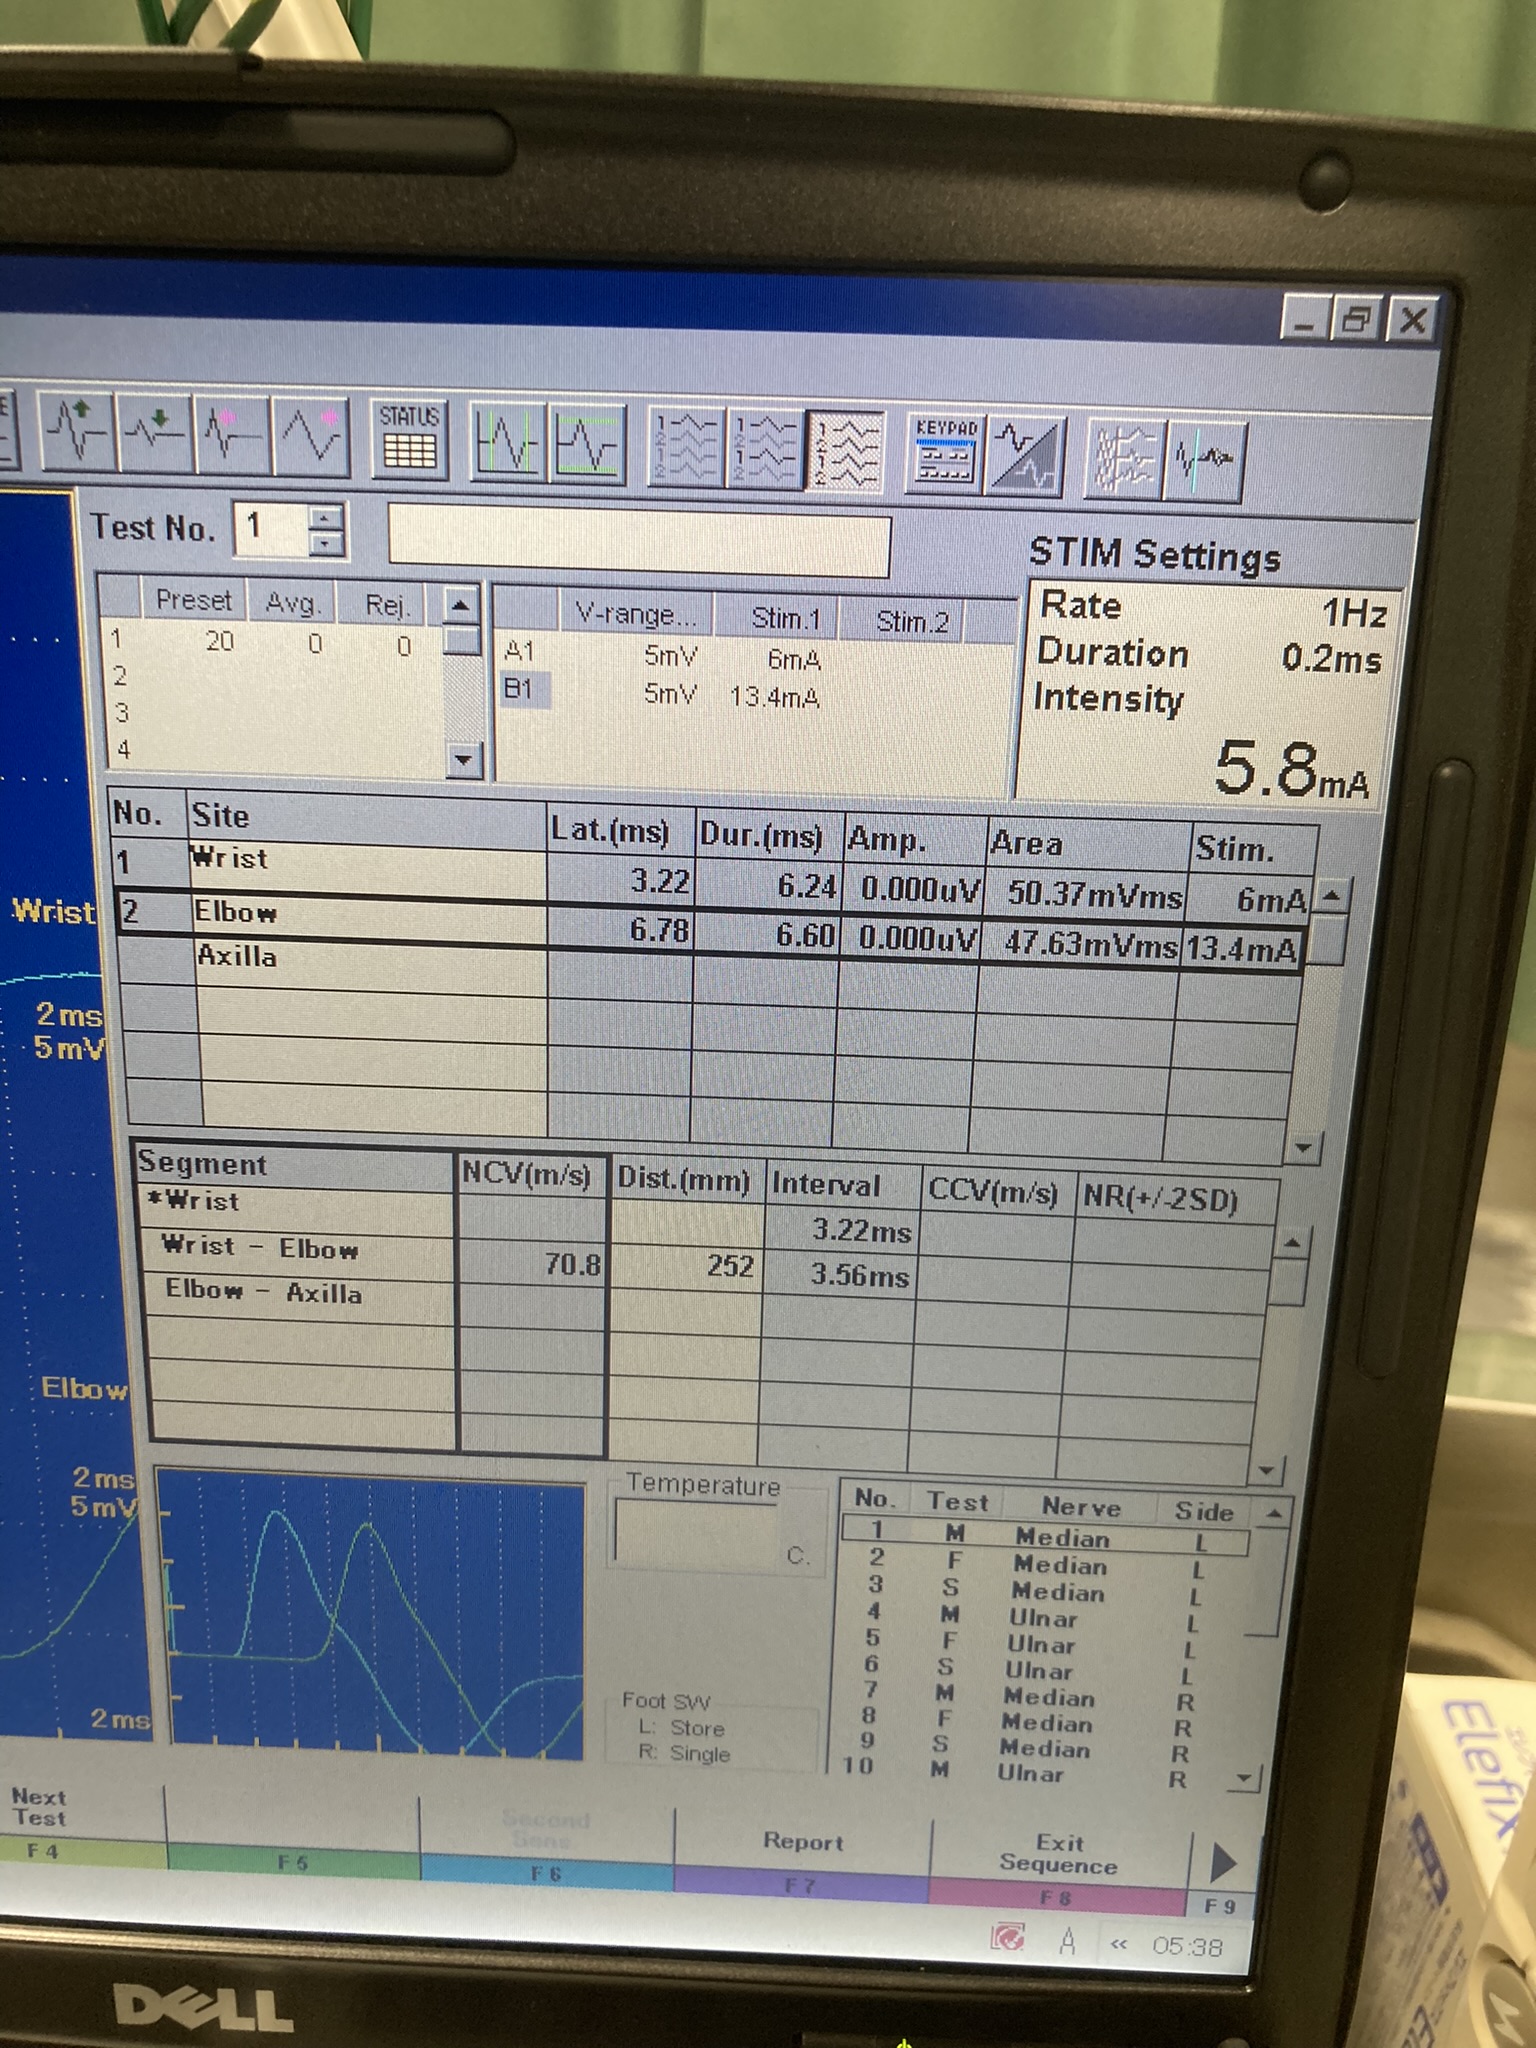 STATUS
KEYPAD
Test No. 1
STIM Settings
Preset Avg. Rej.
1 20 0 0
2
3
4
V-range... Stim.1 Stim.2
A1 5mV 6mA
B1 5mV 13.4mA
Rate 1Hz
Duration 0.2ms
Intensity
5.8mA
No. Site Lat.(ms) Dur.(ms) Amp. Area Stim.
1 Wrist 3.22 6.24 0.000uV 50.37mVms 6mA
2 Elbow 6.78 6.60 0.000uV 47.63mVms 13.4mA
Axilla
Wrist
2ms
5mV
Segment NCV(m/s) Dist.(mm) Interval CCV(m/s) NR(+/-2SD)
*Wrist 3.22ms
Wrist - Elbow 70.8 252 3.56ms
Elbow - Axilla
Elbow
2ms
5mV
2ms
Temperature
C.
Foot SW
L: Store
R: Single
No. Test Nerve Side
1 M Median L
2 F Median L
3 S Median L
4 M Ulnar L
5 F Ulnar L
6 S Ulnar L
7 M Median R
8 F Median R
9 S Median R
10 M Ulnar R
Next
Test
Second
Report
Exit
Sequence
F4 F5 F6 F7 F8 F9
A « 05:38
DELL
Elefix